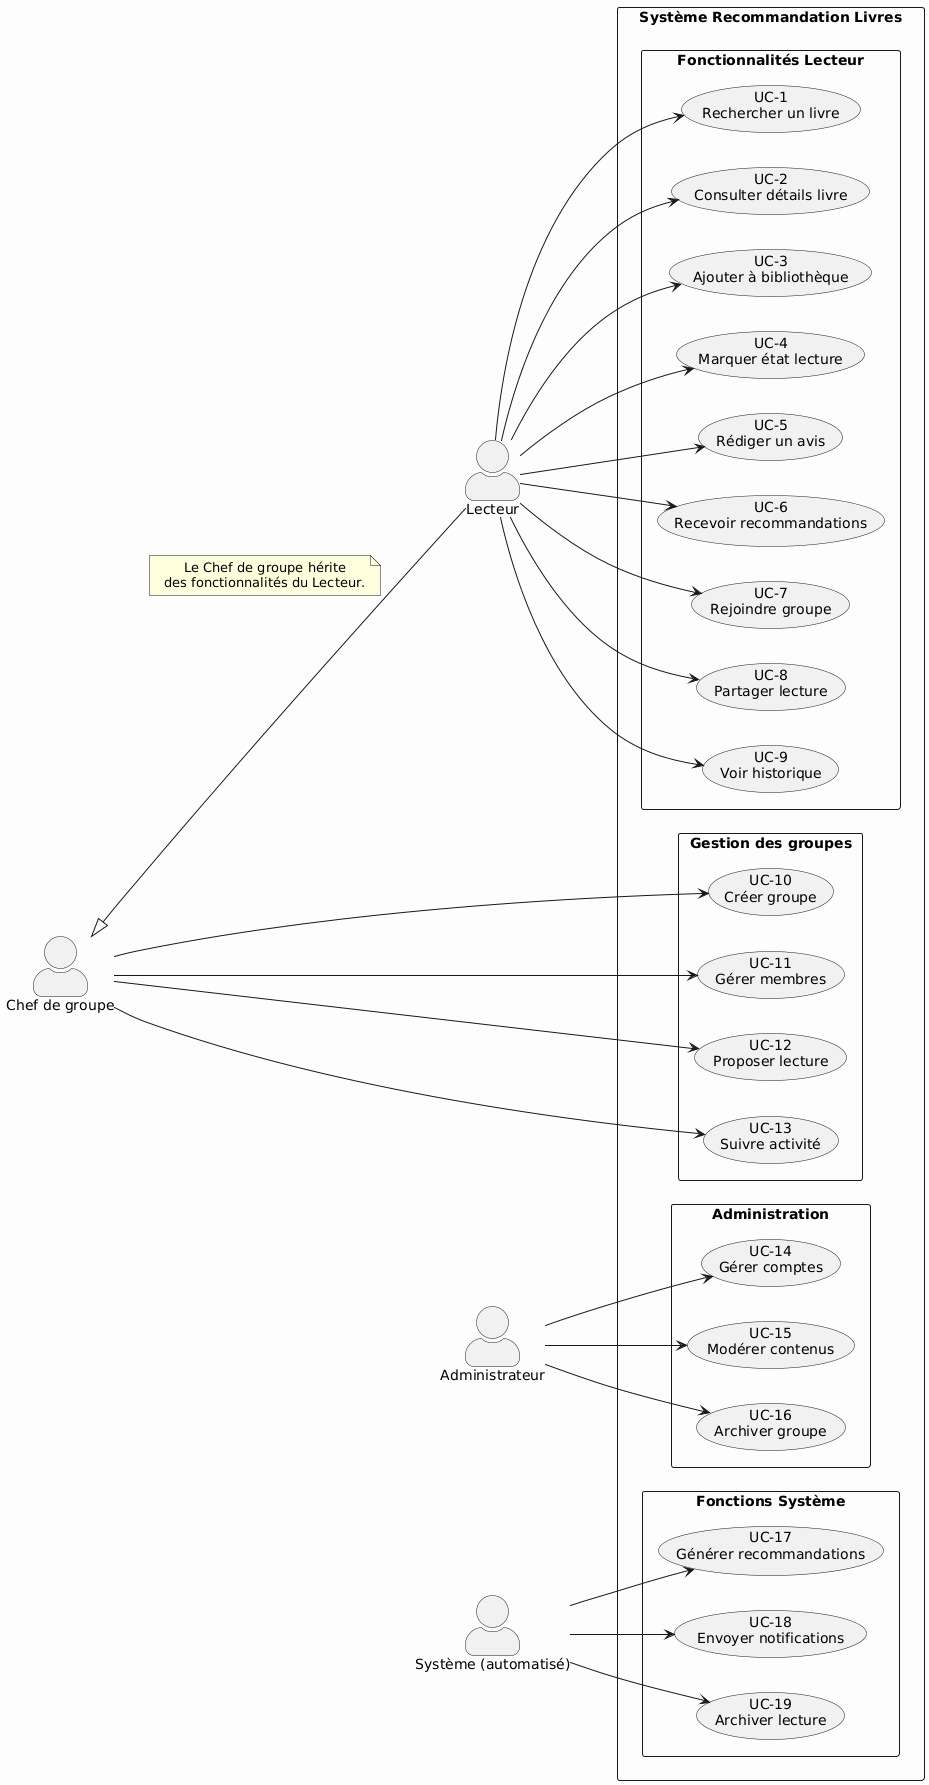 Système Recommandation Livres
Fonctionnalités Lecteur
UC-1
Rechercher un livre
UC-2
Consulter détails livre
UC-3
Ajouter à bibliothèque
UC-4
Marquer état lecture
UC-5
Rédiger un avis
UC-6
Recevoir recommandations
UC-7
Rejoindre groupe
UC-8
Partager lecture
UC-9
Voir historique
Lecteur
Le Chef de groupe hérite
des fonctionnalités du Lecteur.
Gestion des groupes
UC-10
Créer groupe
UC-11
Gérer membres
UC-12
Proposer lecture
UC-13
Suivre activité
Chef de groupe
Administration
UC-14
Gérer comptes
UC-15
Modérer contenus
UC-16
Archiver groupe
Administrateur
Fonctions Système
UC-17
Générer recommandations
UC-18
Envoyer notifications
UC-19
Archiver lecture
Système (automatisé)